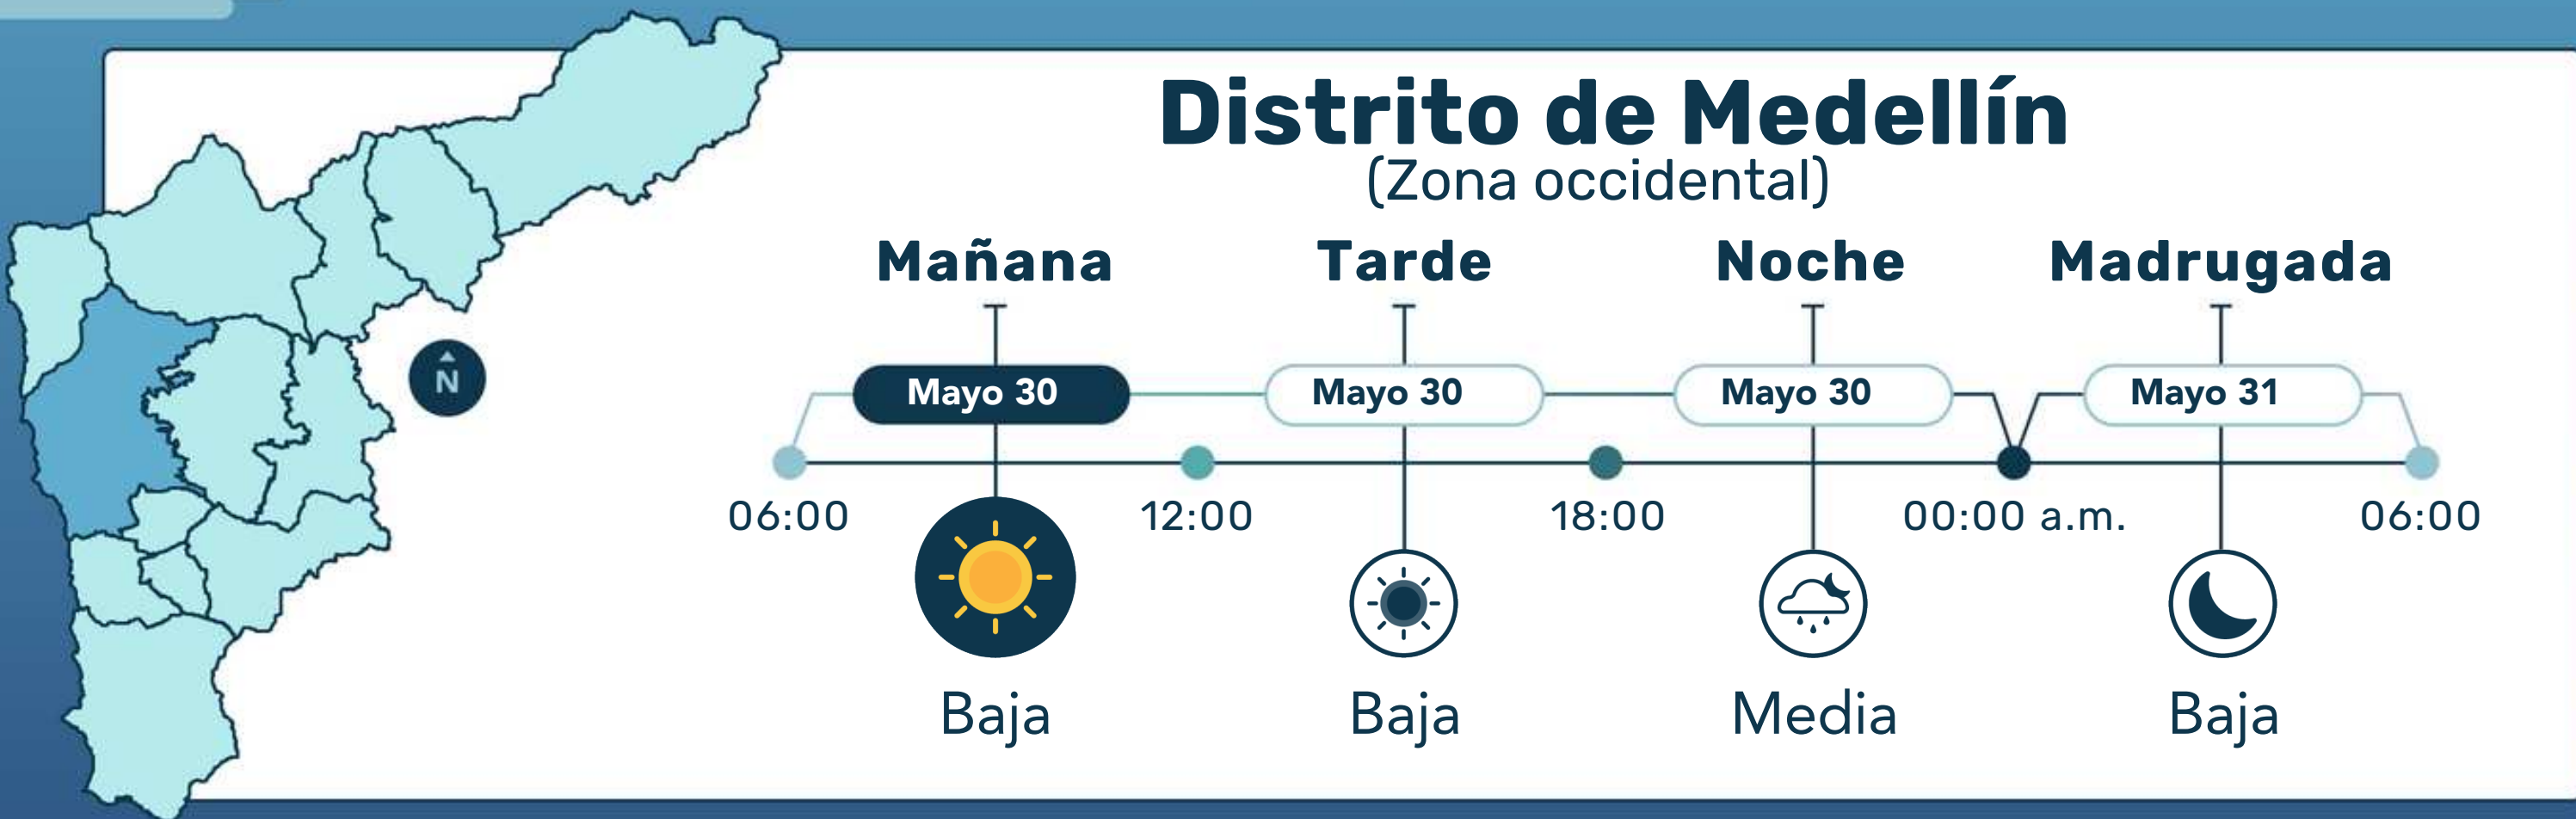 Distrito de Medellín
(Zona occidental)
Mañana Tarde Noche Madrugada
N
Mayo 30 Mayo 30 Mayo 30 Mayo 31
06:00 12:00 18:00 00:00 a.m. 06:00
Baja Baja Media Baja